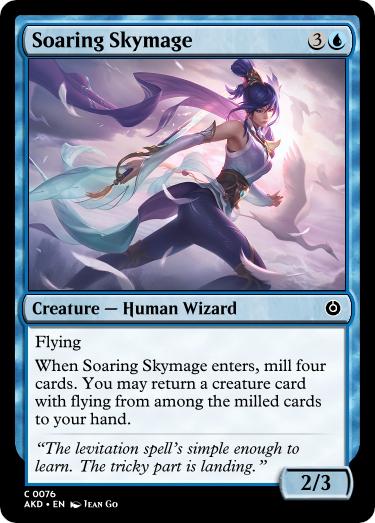 Soaring Skymage 3
Creature — Human Wizard
Flying
When Soaring Skymage enters, mill four
cards. You may return a creature card
with flying from among the milled cards
to your hand.
“The levitation spell’s simple enough to
learn. The tricky part is landing.”
2/3
C 0076
AKD • EN Jean Go